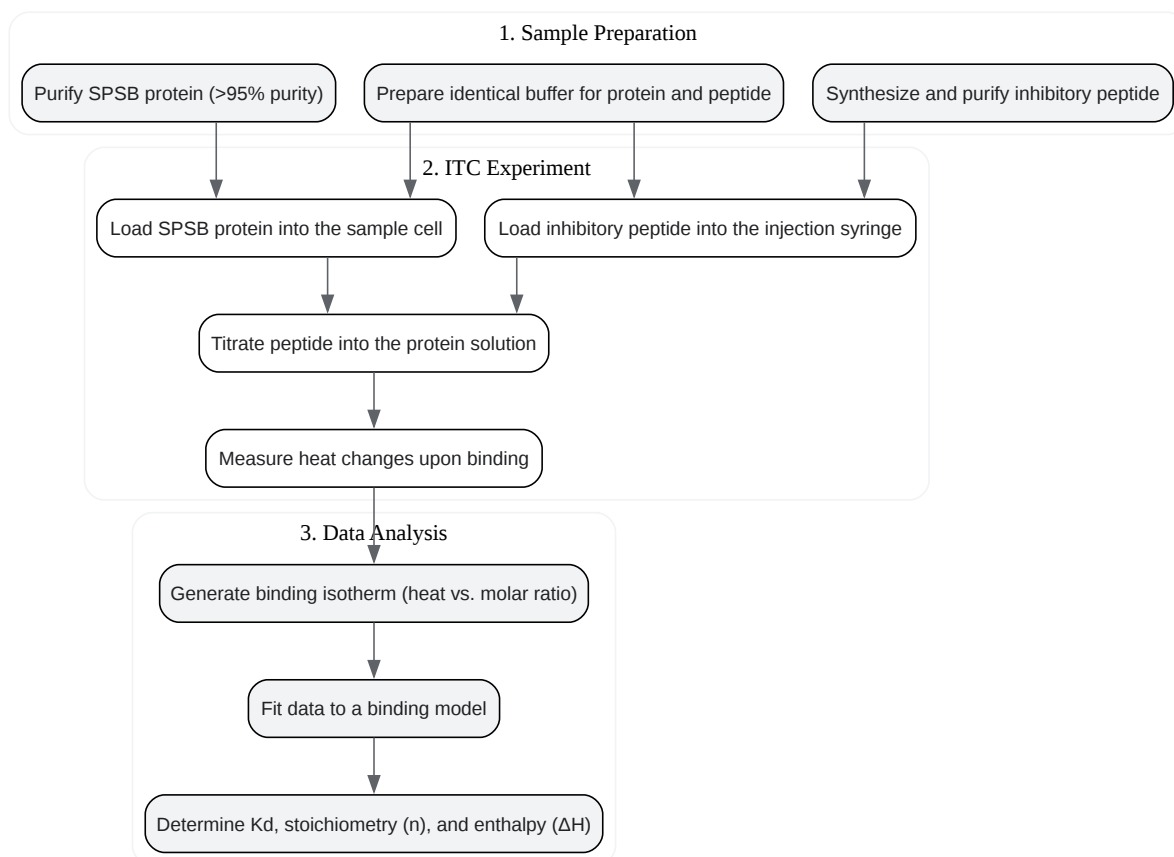 1. Sample Preparation
Purify SPSB protein (>95% purity)
Prepare identical buffer for protein and peptide
Synthesize and purify inhibitory peptide
2. ITC Experiment
Load SPSB protein into the sample cell
Load inhibitory peptide into the injection syringe
Titrate peptide into the protein solution
Measure heat changes upon binding
3. Data Analysis
Generate binding isotherm (heat vs. molar ratio)
Fit data to a binding model
Determine Kd, stoichiometry (n), and enthalpy (ΔH)